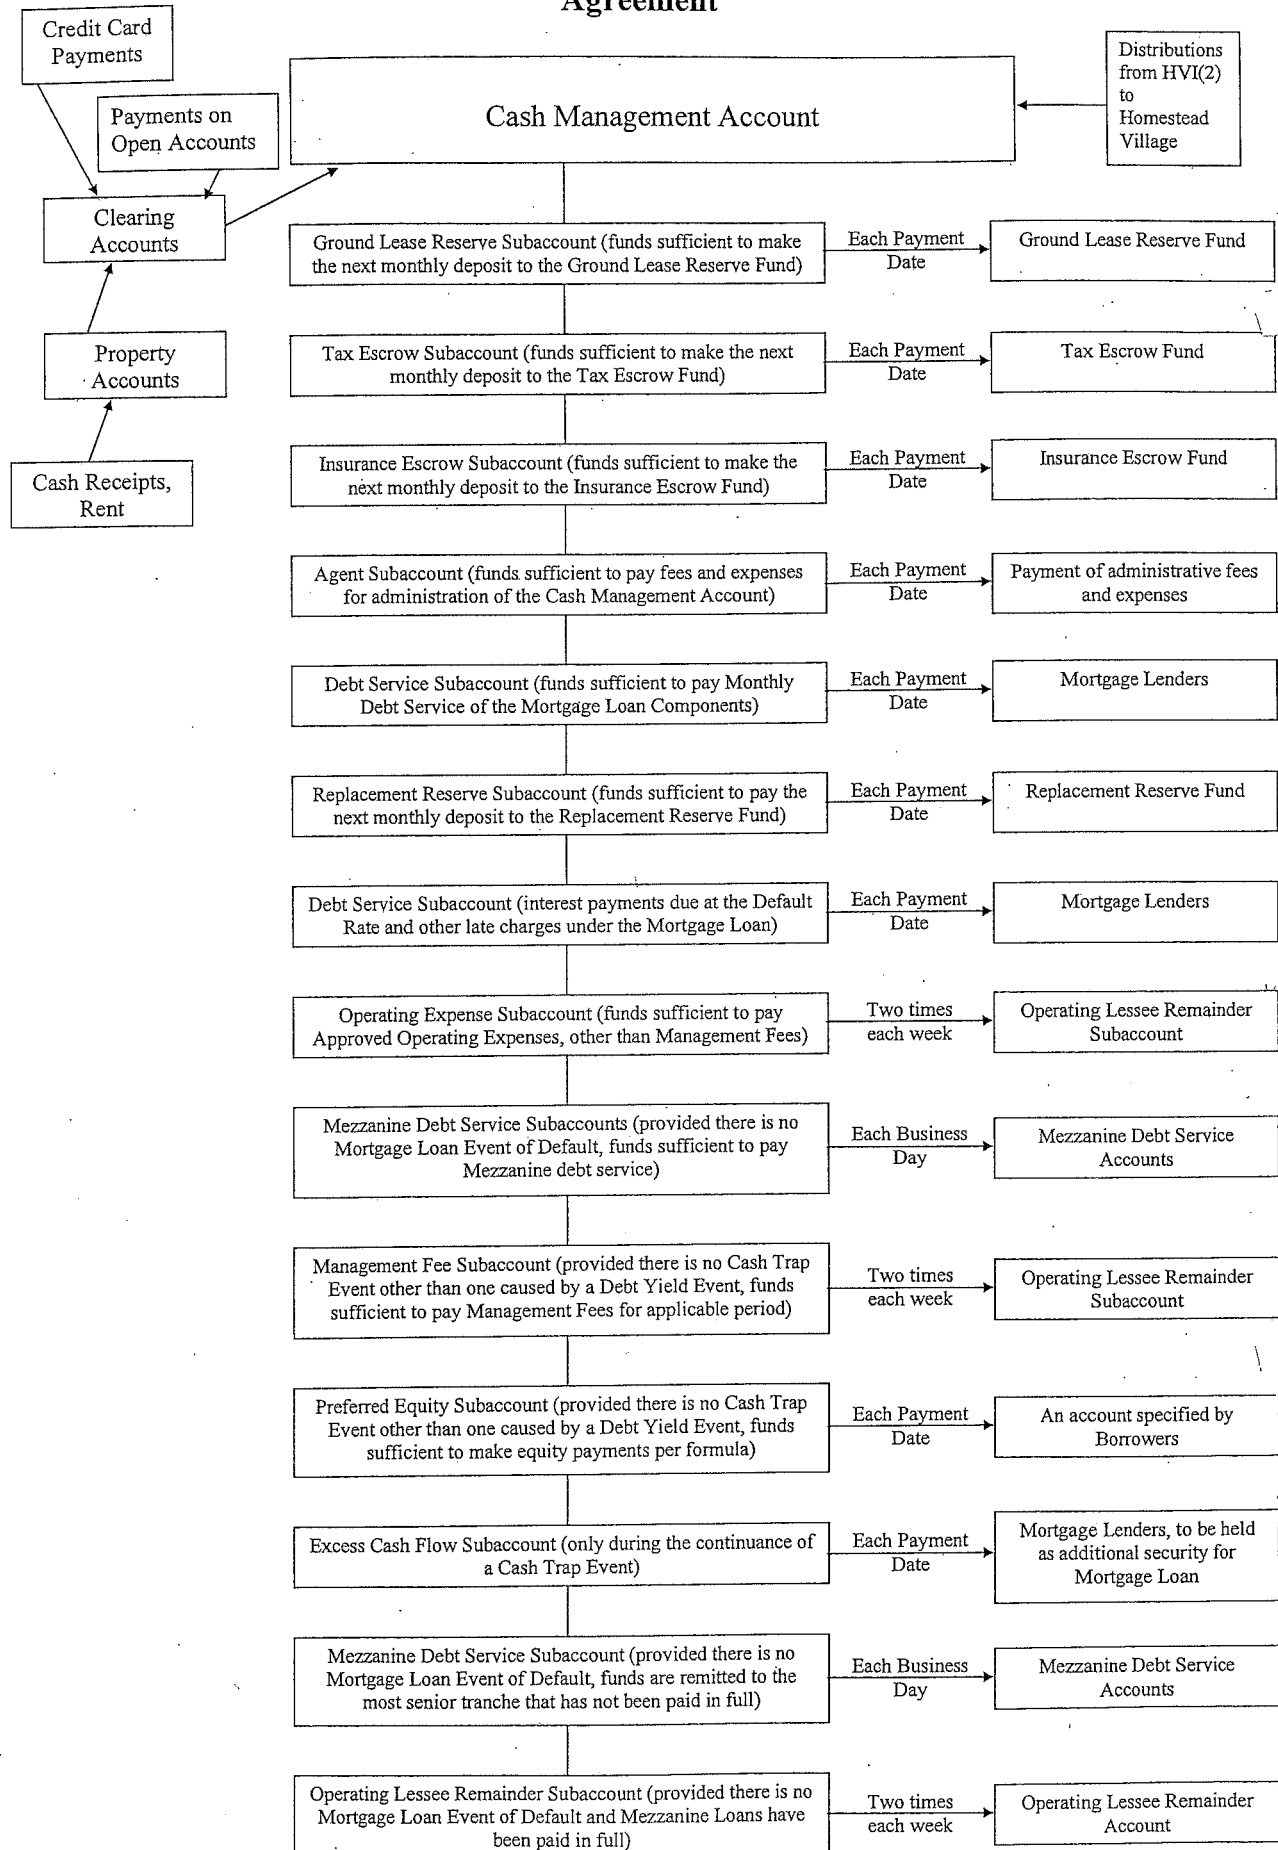 Agreement
Credit Card
Payments
Payments on
Open Accounts
Cash Management Account
Distributions
from HVI(2)
to
Homestead
Village
Clearing
Accounts
Property
Accounts
Cash Receipts,
Rent
Ground Lease Reserve Subaccount (funds sufficient to make
the next monthly deposit to the Ground Lease Reserve Fund)
Each Payment
Date
Ground Lease Reserve Fund
Tax Escrow Subaccount (funds sufficient to make the next
monthly deposit to the Tax Escrow Fund)
Each Payment
Date
Tax Escrow Fund
Insurance Escrow Subaccount (funds sufficient to make the
next monthly deposit to the Insurance Escrow Fund)
Each Payment
Date
Insurance Escrow Fund
Agent Subaccount (funds sufficient to pay fees and expenses
for administration of the Cash Management Account)
Each Payment
Date
Payment of administrative fees
and expenses
Debt Service Subaccount (funds sufficient to pay Monthly
Debt Service of the Mortgage Loan Components)
Each Payment
Date
Mortgage Lenders
Replacement Reserve Subaccount (funds sufficient to pay the
next monthly deposit to the Replacement Reserve Fund)
Each Payment
Date
Replacement Reserve Fund
Debt Service Subaccount (interest payments due at the Default
Rate and other late charges under the Mortgage Loan)
Each Payment
Date
Mortgage Lenders
Operating Expense Subaccount (funds sufficient to pay
Approved Operating Expenses, other than Management Fees)
Two times
each week
Operating Lessee Remainder
Subaccount
Mezzanine Debt Service Subaccounts (provided there is no
Mortgage Loan Event of Default, funds sufficient to pay
Mezzanine debt service)
Each Business
Day
Mezzanine Debt Service
Accounts
Management Fee Subaccount (provided there is no Cash Trap
Event other than one caused by a Debt Yield Event, funds
sufficient to pay Management Fees for applicable period)
Two times
each week
Operating Lessee Remainder
Subaccount
Preferred Equity Subaccount (provided there is no Cash Trap
Event other than one caused by a Debt Yield Event, funds
sufficient to make equity payments per formula)
Each Payment
Date
An account specified by
Borrowers
Excess Cash Flow Subaccount (only during the continuance of
a Cash Trap Event)
Each Payment
Date
Mortgage Lenders, to be held
as additional security for
Mortgage Loan
Mezzanine Debt Service Subaccount (provided there is no
Mortgage Loan Event of Default, funds are remitted to the
most senior tranche that has not been paid in full)
Each Business
Day
Mezzanine Debt Service
Accounts
Operating Lessee Remainder Subaccount (provided there is no
Mortgage Loan Event of Default and Mezzanine Loans have
been paid in full)
Two times
each week
Operating Lessee Remainder
Account